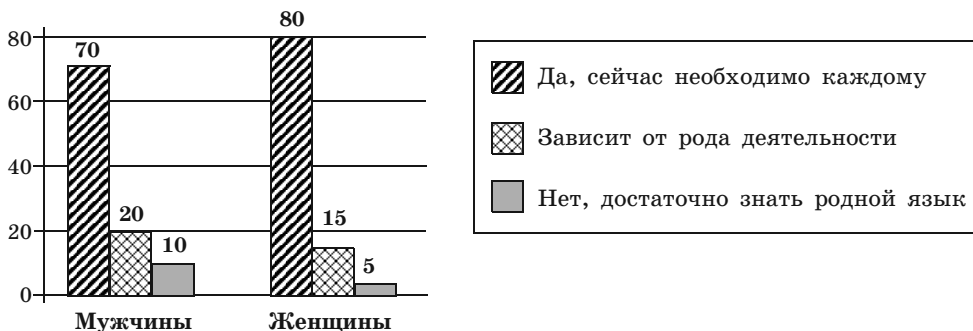 80
60
40
20
0
70
20
10
80
15
5
Мужчины
Женщины
Да, сейчас необходимо каждому
Зависит от рода деятельности
Нет, достаточно знать родной язык